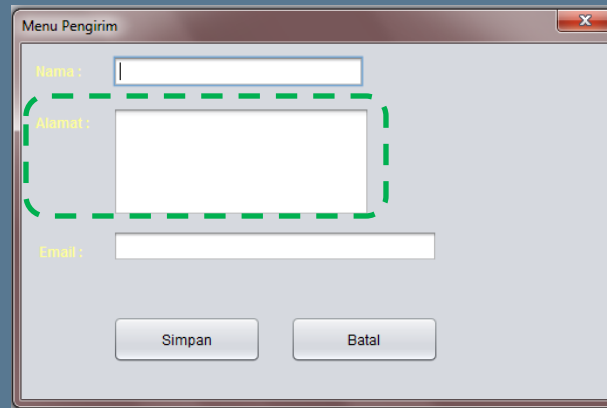 Menu Pengirim
Nama :
Alamat :
Email :
Simpan
Batal